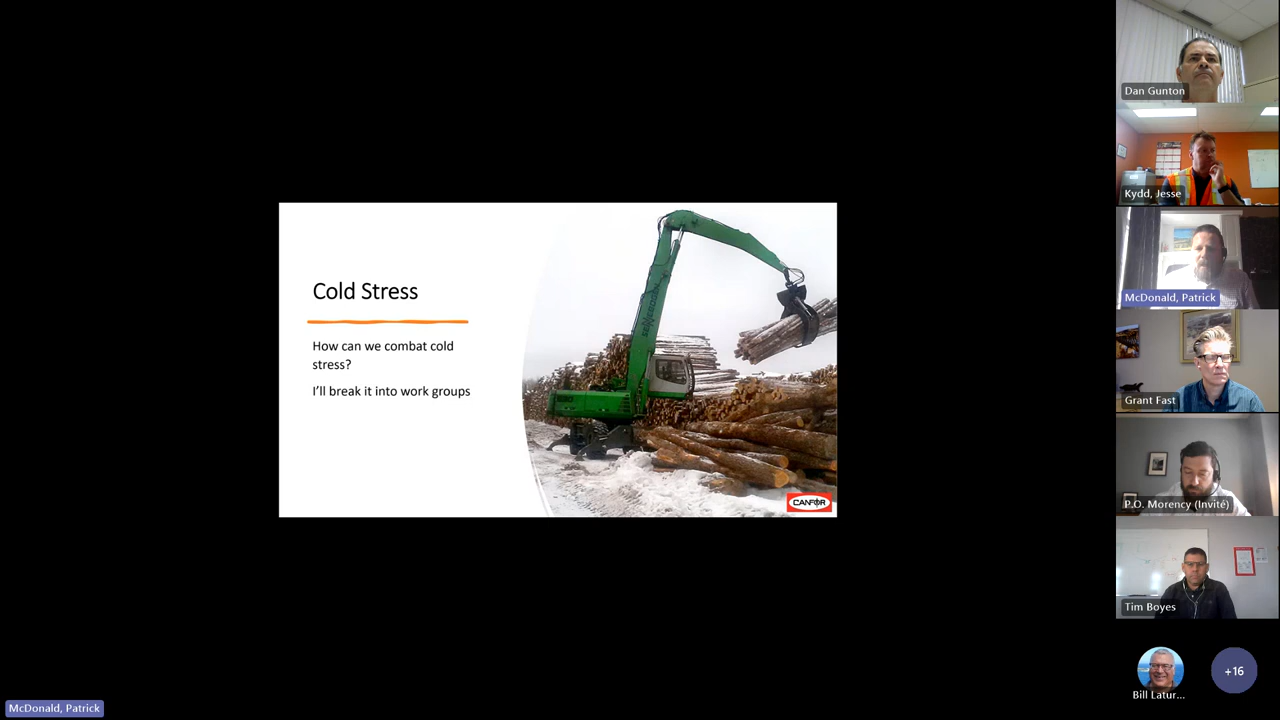 Cold Stress
How can we combat cold
stress?
I'll break it into work groups
CANFOR
Dan Gunton
Kydd, Jesse
McDonald, Patrick
Grant Fast
P.O. Morency (Invité)
Tim Boyes
Bill Latur...
+16
McDonald, Patrick